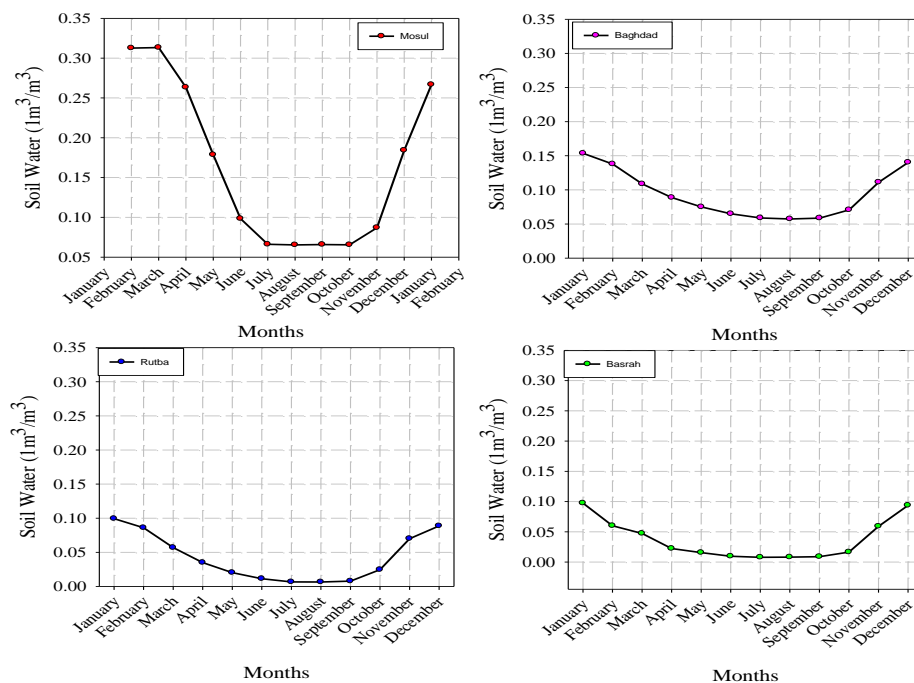 Mosul
0.35
0.30
0.25
0.20
0.15
0.10
0.05
Soil Water (1m³/m³)
January
February
March
April
May
June
July
August
September
October
November
December
January
February
Months
Baghdad
0.35
0.30
0.25
0.20
0.15
0.10
0.05
0.00
Soil Water (1m³/m³)
January
February
March
April
May
June
July
August
September
October
November
December
Months
Rutba
0.35
0.30
0.25
0.20
0.15
0.10
0.05
0.00
Soil Water (1m³/m³)
January
February
March
April
May
June
July
August
September
October
November
December
Months
Basrah
0.35
0.30
0.25
0.20
0.15
0.10
0.05
0.00
Soil Water (1m³/m³)
January
February
March
April
May
June
July
August
September
October
November
December
Months